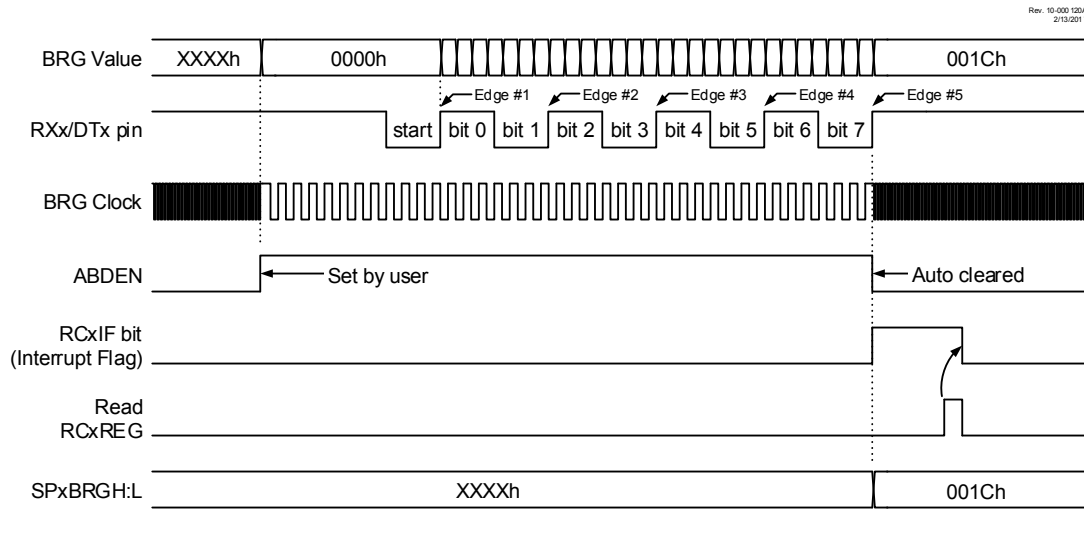 Rev. 10-000 120A
2/13/201
BRG Value XXXXh 0000h 001Ch
Edge #1 Edge #2 Edge #3 Edge #4 Edge #5
RXx/DTx pin start bit 0 bit 1 bit 2 bit 3 bit 4 bit 5 bit 6 bit 7
BRG Clock
ABDEN Set by user Auto cleared
RCxIF bit
(Interrupt Flag)
Read
RCxREG
SPxBRGH:L XXXXh 001Ch